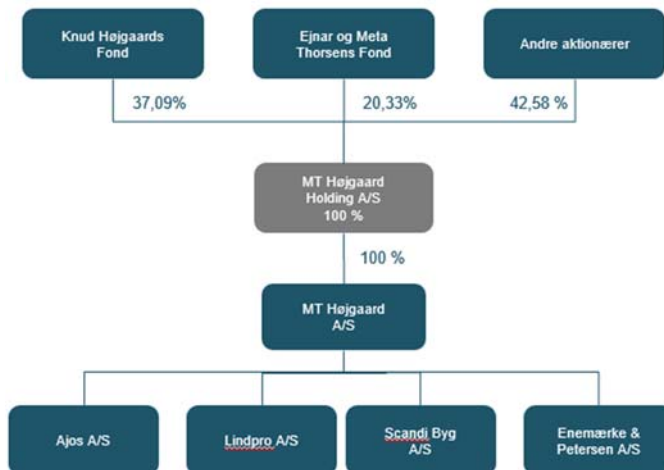 Knud Højgaards
Fond
Ejnar og Meta
Thorsens Fond
Andre aktionærer
37,09%
20,33%
42,58 %
MT Højgaard
Holding A/S
100 %
100 %
MT Højgaard
A/S
Ajos A/S
Lindpro A/S
Scandi Byg
A/S
Enemærke &
Petersen A/S